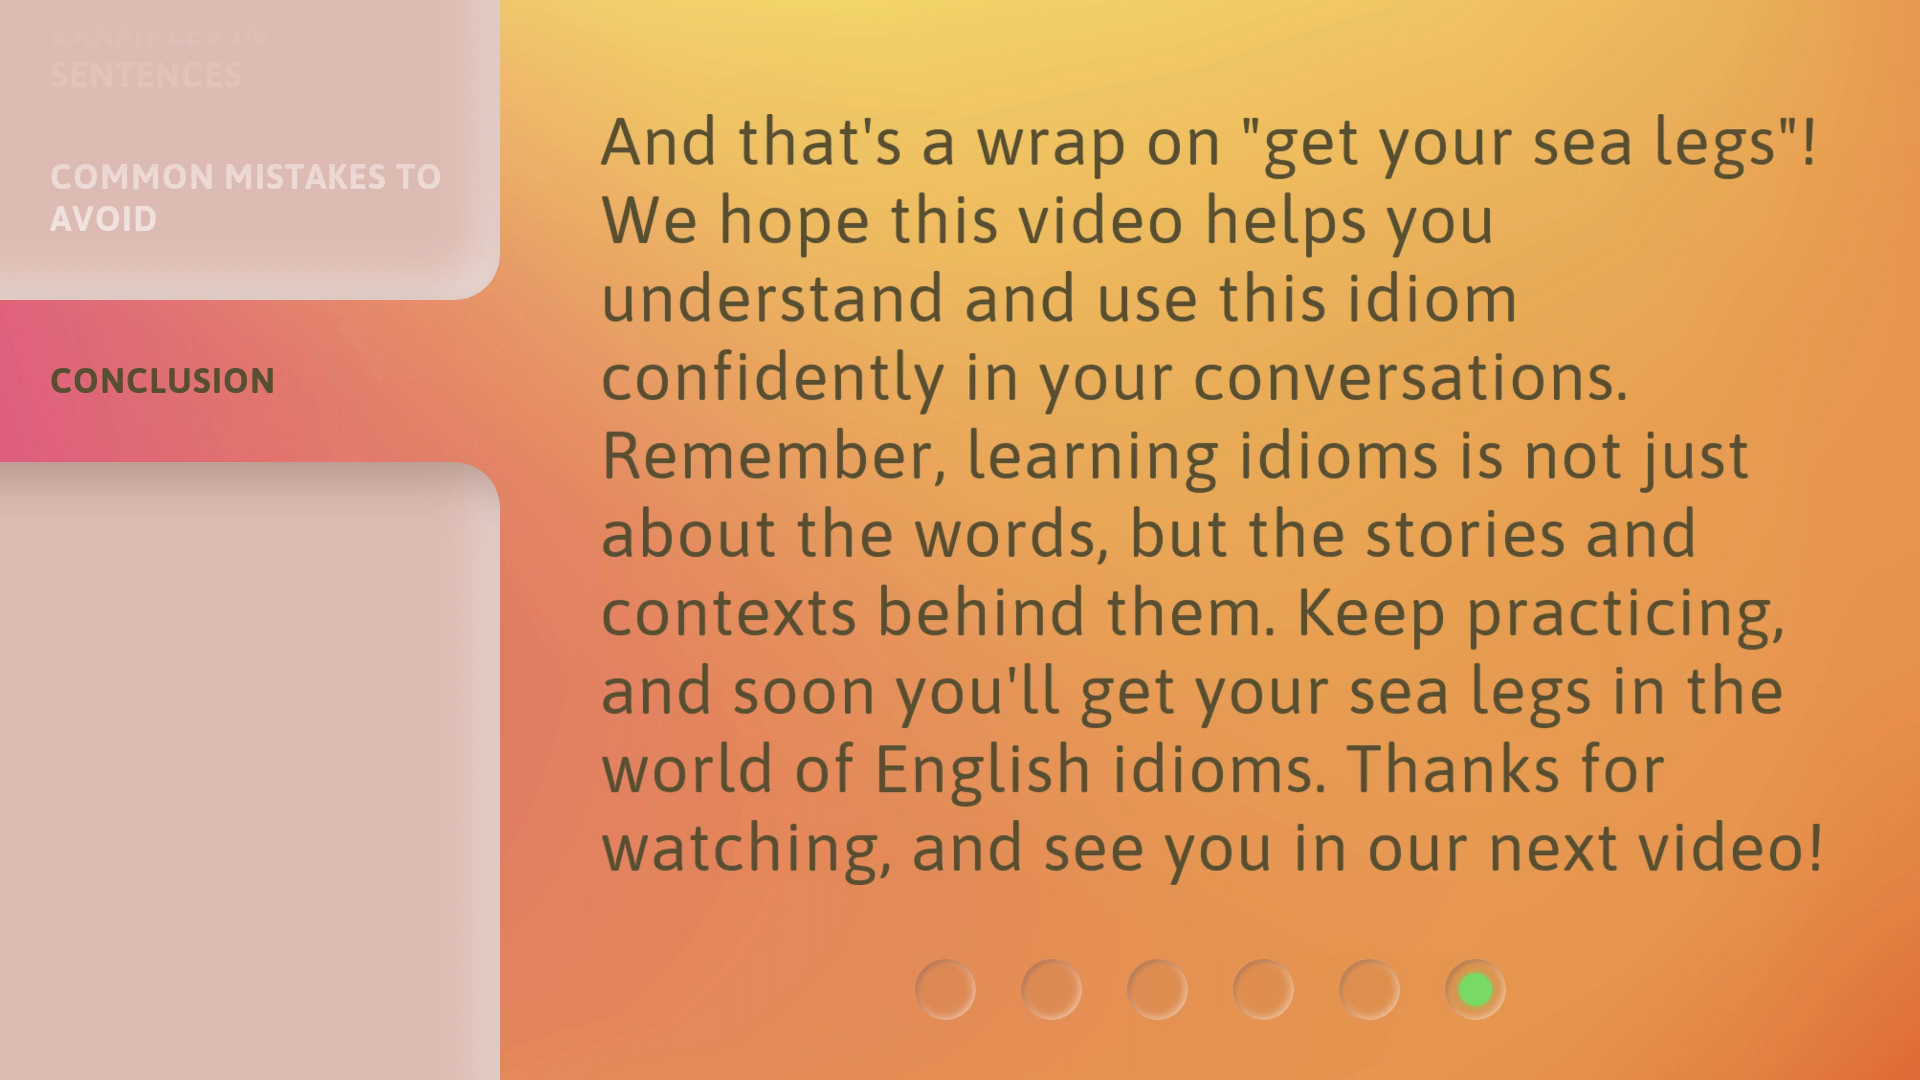 EXAMPLES IN
SENTENCES
COMMON MISTAKES TO
AVOID
CONCLUSION
And that's a wrap on "get your sea legs"!
We hope this video helps you
understand and use this idiom
confidently in your conversations.
Remember, learning idioms is not just
about the words, but the stories and
contexts behind them. Keep practicing,
and soon you'll get your sea legs in the
world of English idioms. Thanks for
watching, and see you in our next video!